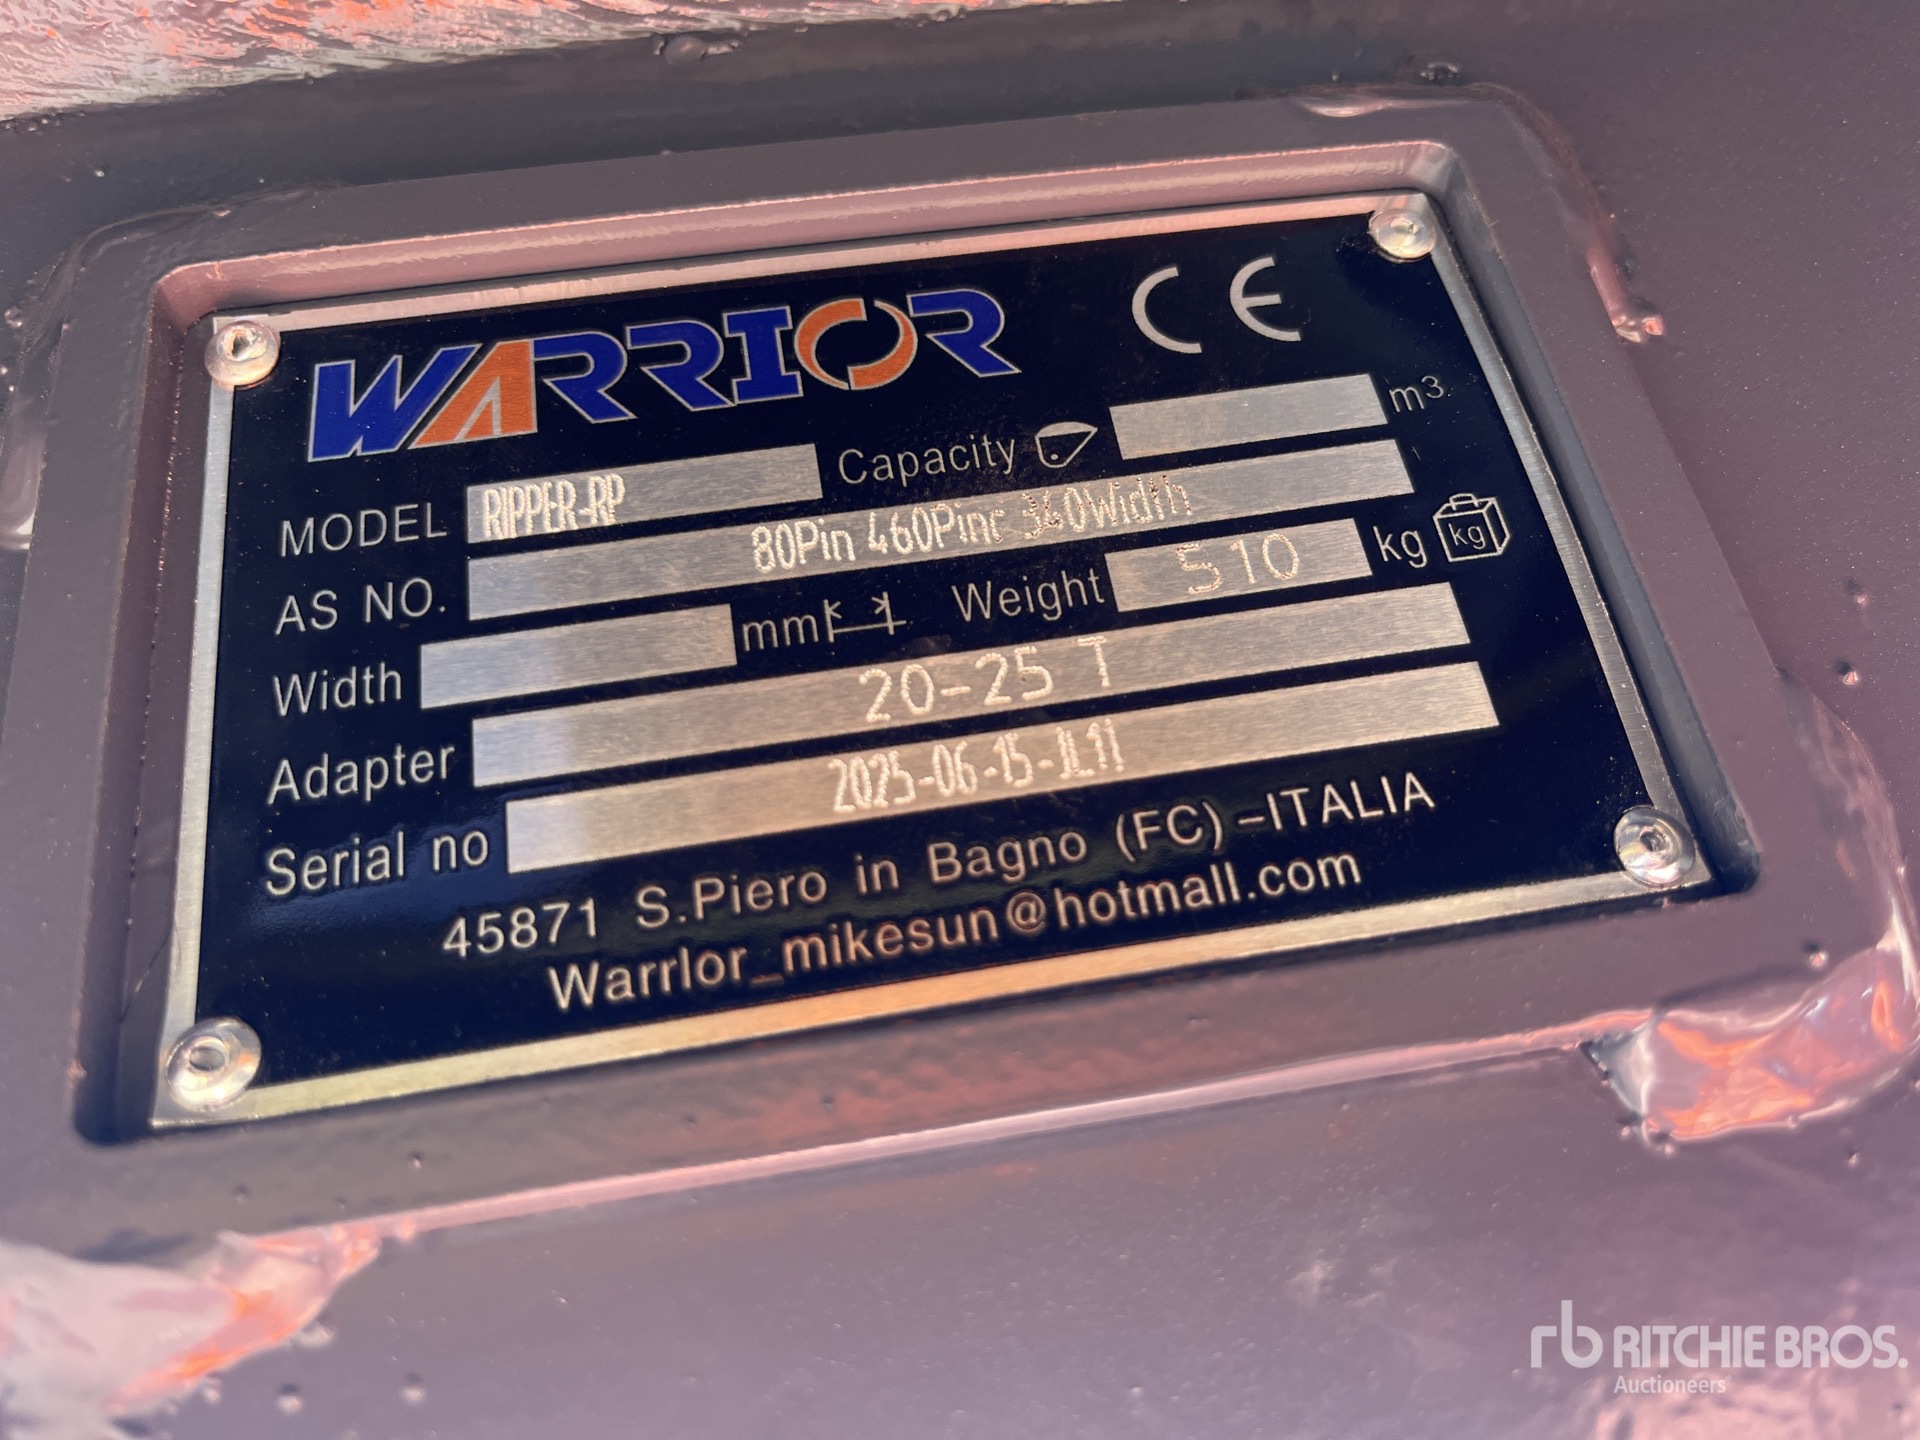 WARRIOR CE
MODEL RIPPER-RP Capacity m³
AS NO. 80Pin 460Pinc 340Width
Width mm Weight 510 kg kg
Adapter 20-25 T
Serial no 2025-06-15-JL11
45871 S.Piero in Bagno (FC)-ITALIA
Warrlor_mikesun@hotmall.com
rb RITCHIE BROS.
Auctioneers